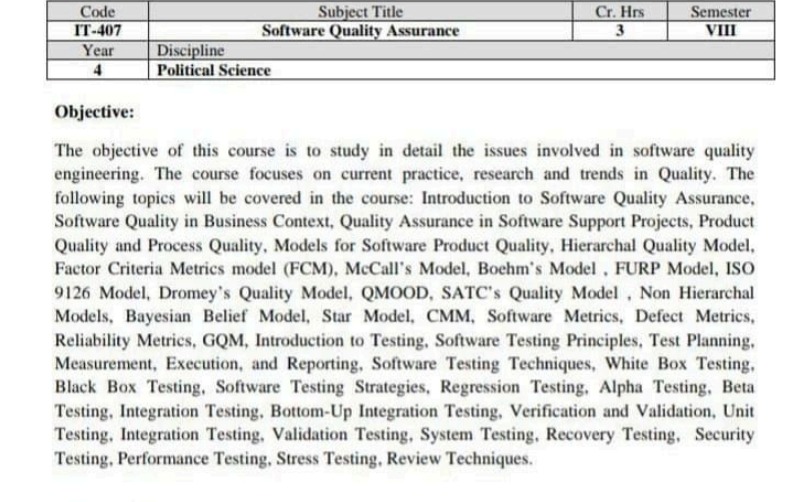 Code Subject Title Cr. Hrs Semester
IT-407 Software Quality Assurance 3 VIII
Year Discipline
4 Political Science
Objective:
The objective of this course is to study in detail the issues involved in software quality
engineering. The course focuses on current practice, research and trends in Quality. The
following topics will be covered in the course: Introduction to Software Quality Assurance,
Software Quality in Business Context, Quality Assurance in Software Support Projects, Product
Quality and Process Quality, Models for Software Product Quality, Hierarchal Quality Model,
Factor Criteria Metrics model (FCM), McCall's Model, Boehm's Model , FURP Model, ISO
9126 Model, Dromey's Quality Model, QMOOD, SATC's Quality Model , Non Hierarchal
Models, Bayesian Belief Model, Star Model, CMM, Software Metrics, Defect Metrics,
Reliability Metrics, GQM, Introduction to Testing, Software Testing Principles, Test Planning,
Measurement, Execution, and Reporting, Software Testing Techniques, White Box Testing,
Black Box Testing, Software Testing Strategies, Regression Testing, Alpha Testing, Beta
Testing, Integration Testing, Bottom-Up Integration Testing, Verification and Validation, Unit
Testing, Integration Testing, Validation Testing, System Testing, Recovery Testing, Security
Testing, Performance Testing, Stress Testing, Review Techniques.